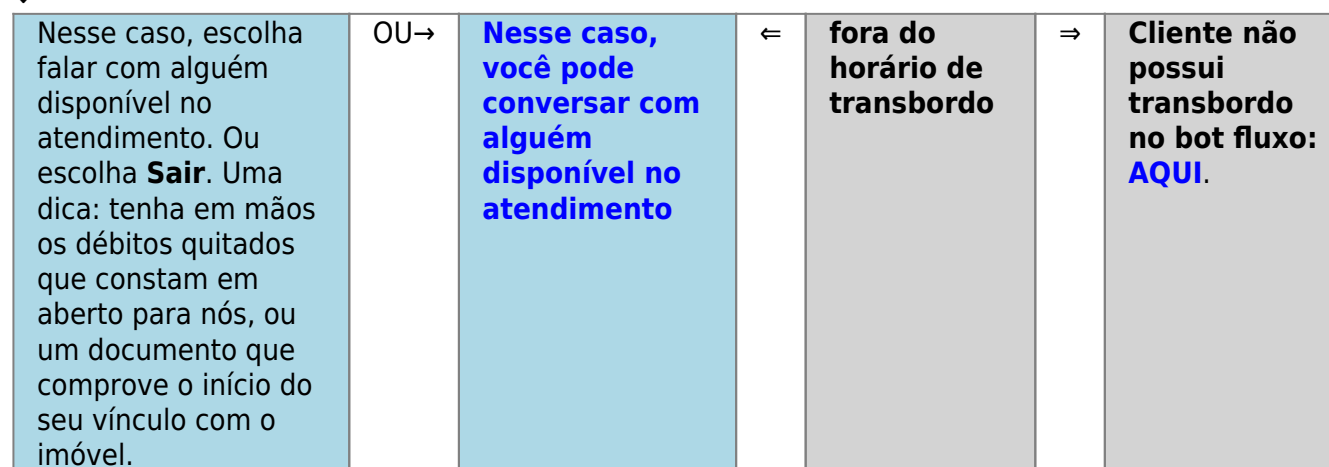 Nesse caso, escolha
falar com alguém
disponível no
atendimento. Ou
escolha Sair. Uma
dica: tenha em mãos
os débitos quitados
que constam em
aberto para nós, ou
um documento que
comprove o início do
seu vínculo com o
imóvel.
OU→
Nesse caso,
você pode
conversar com
alguém
disponível no
atendimento
⇐
fora do
horário de
transbordo
⇒
Cliente não
possui
transbordo
no bot fluxo:
AQUI.